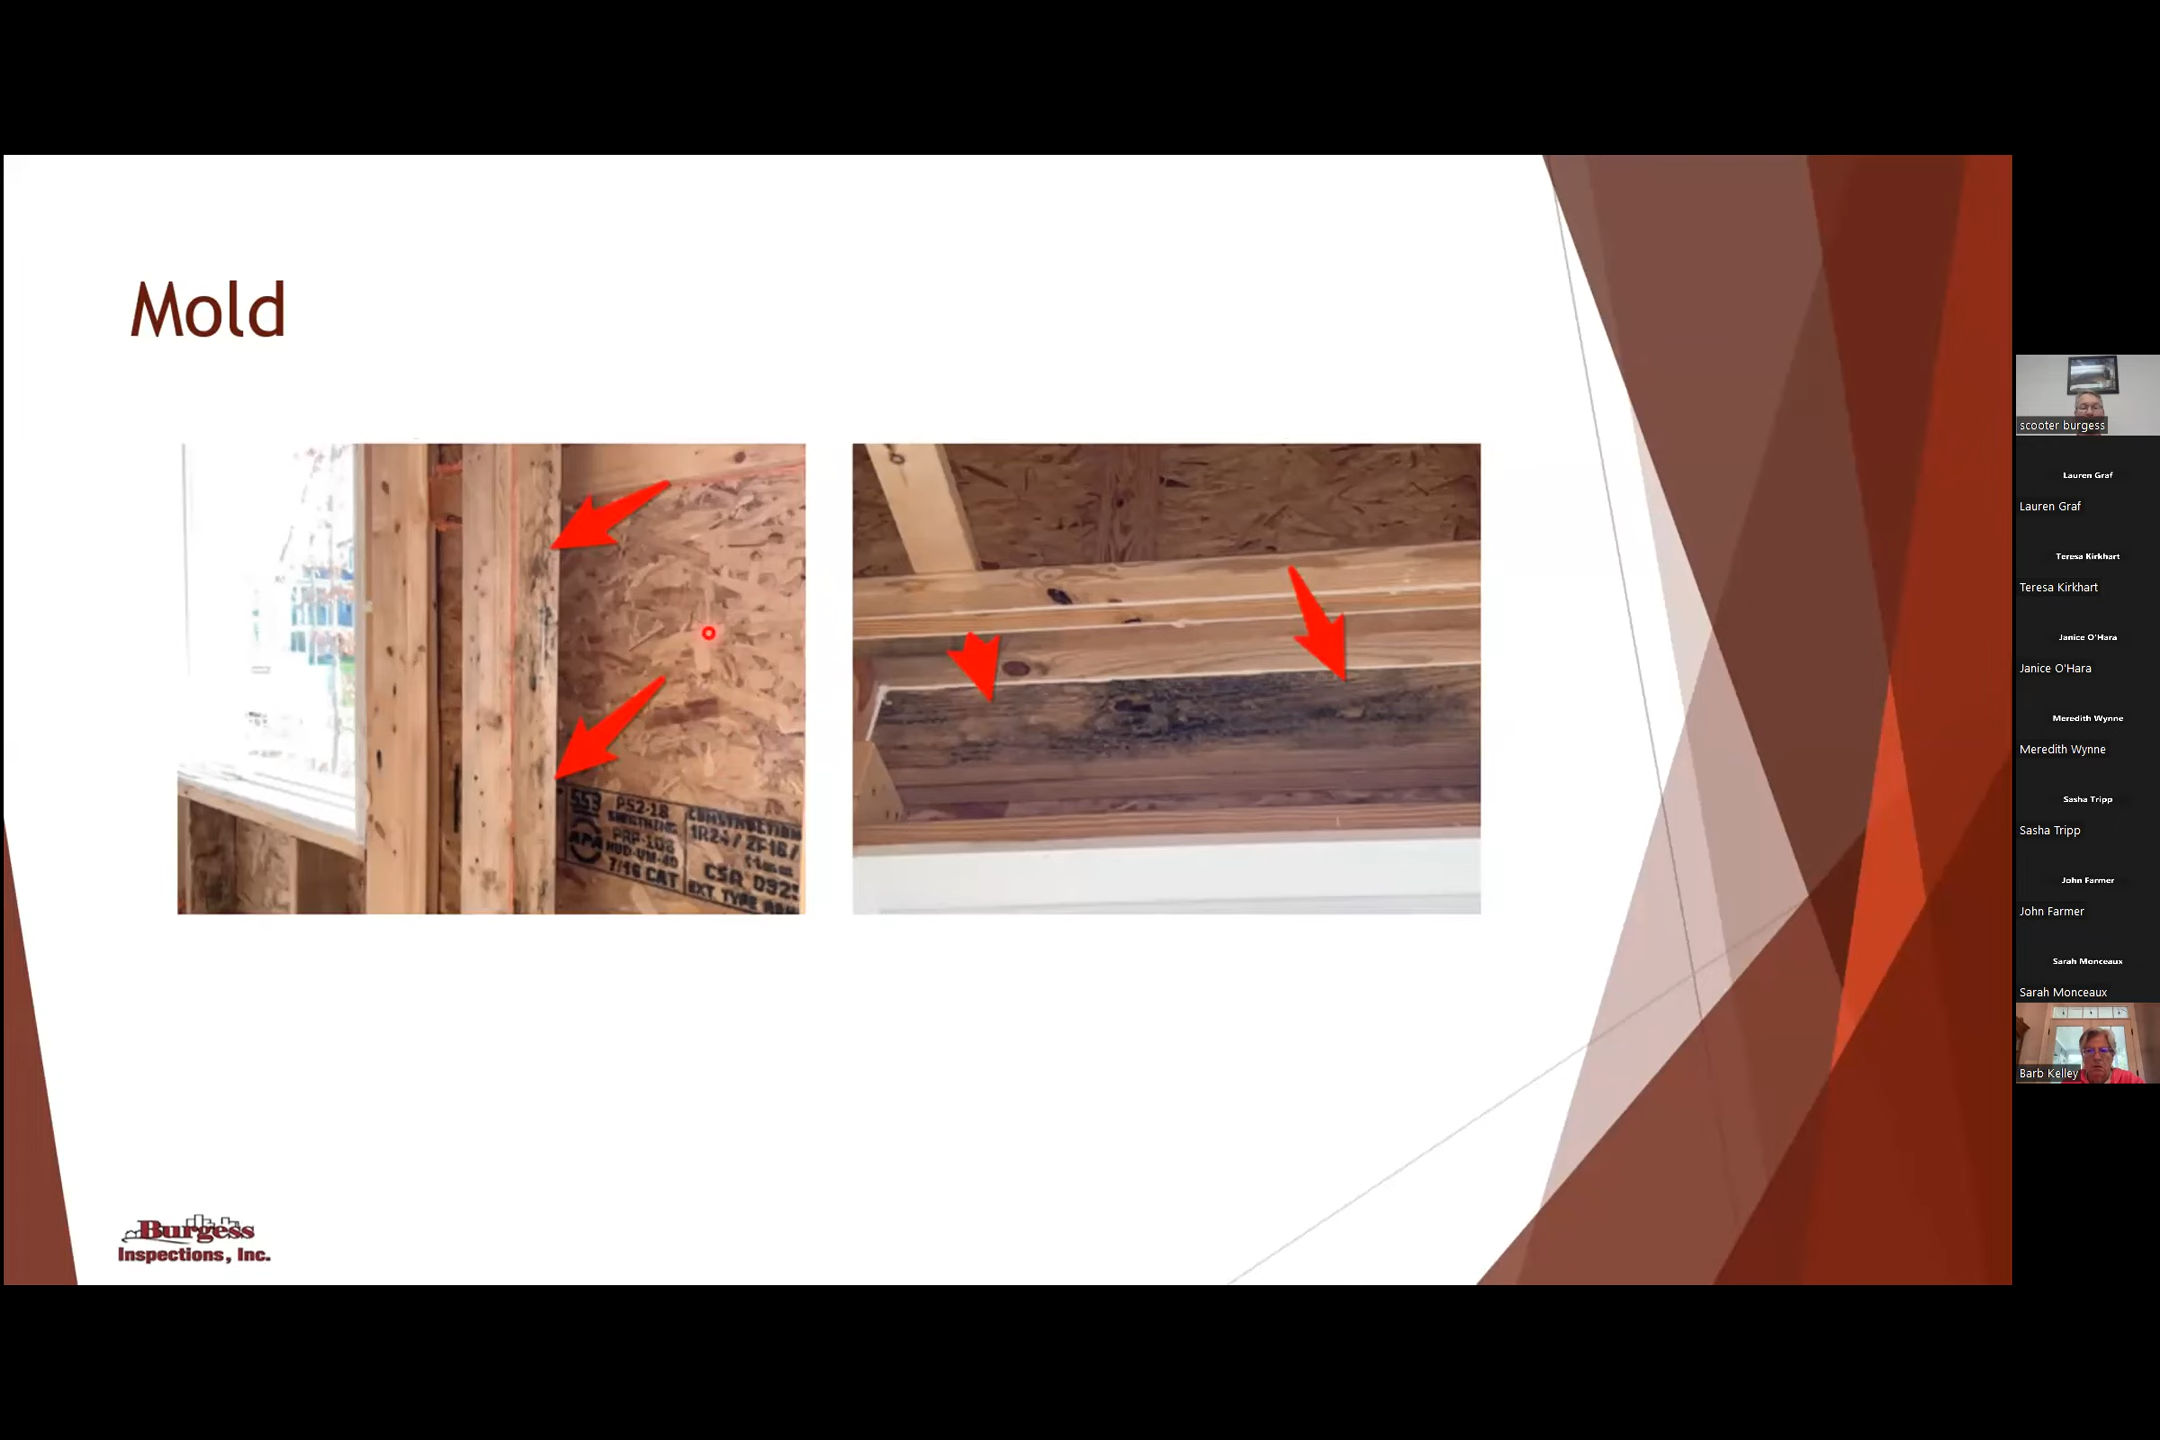 Mold
553
PS2-18
SHEATHING
PRP-108
HUD-UM-40
7/16 CAT
APA
CONSTRUCTION
1R24 / 2F16 /
CSA 0325
EXT TYPE
Burgess
Inspections, Inc.
scooter burgess
Lauren Graf
Lauren Graf
Teresa Kirkhart
Teresa Kirkhart
Janice O'Hara
Janice O'Hara
Meredith Wynne
Meredith Wynne
Sasha Tripp
Sasha Tripp
John Farmer
John Farmer
Sarah Monceaux
Sarah Monceaux
Barb Kelley